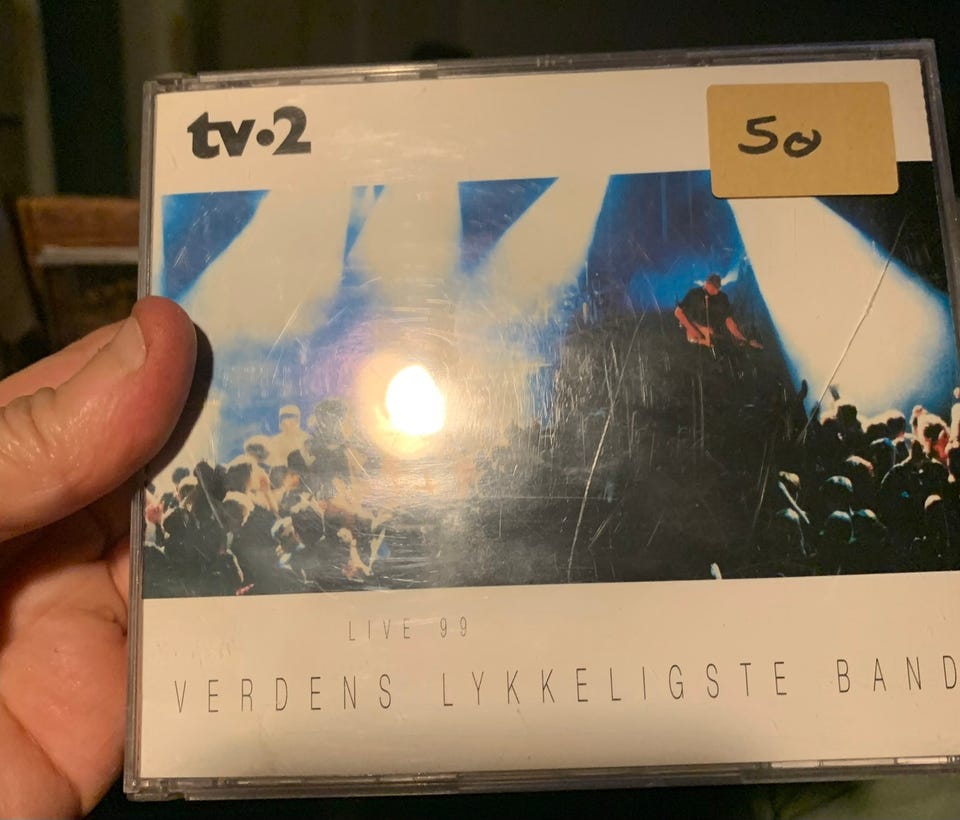 tv·2
50
LIVE 99
VERDENS LYKKELIGSTE BAND